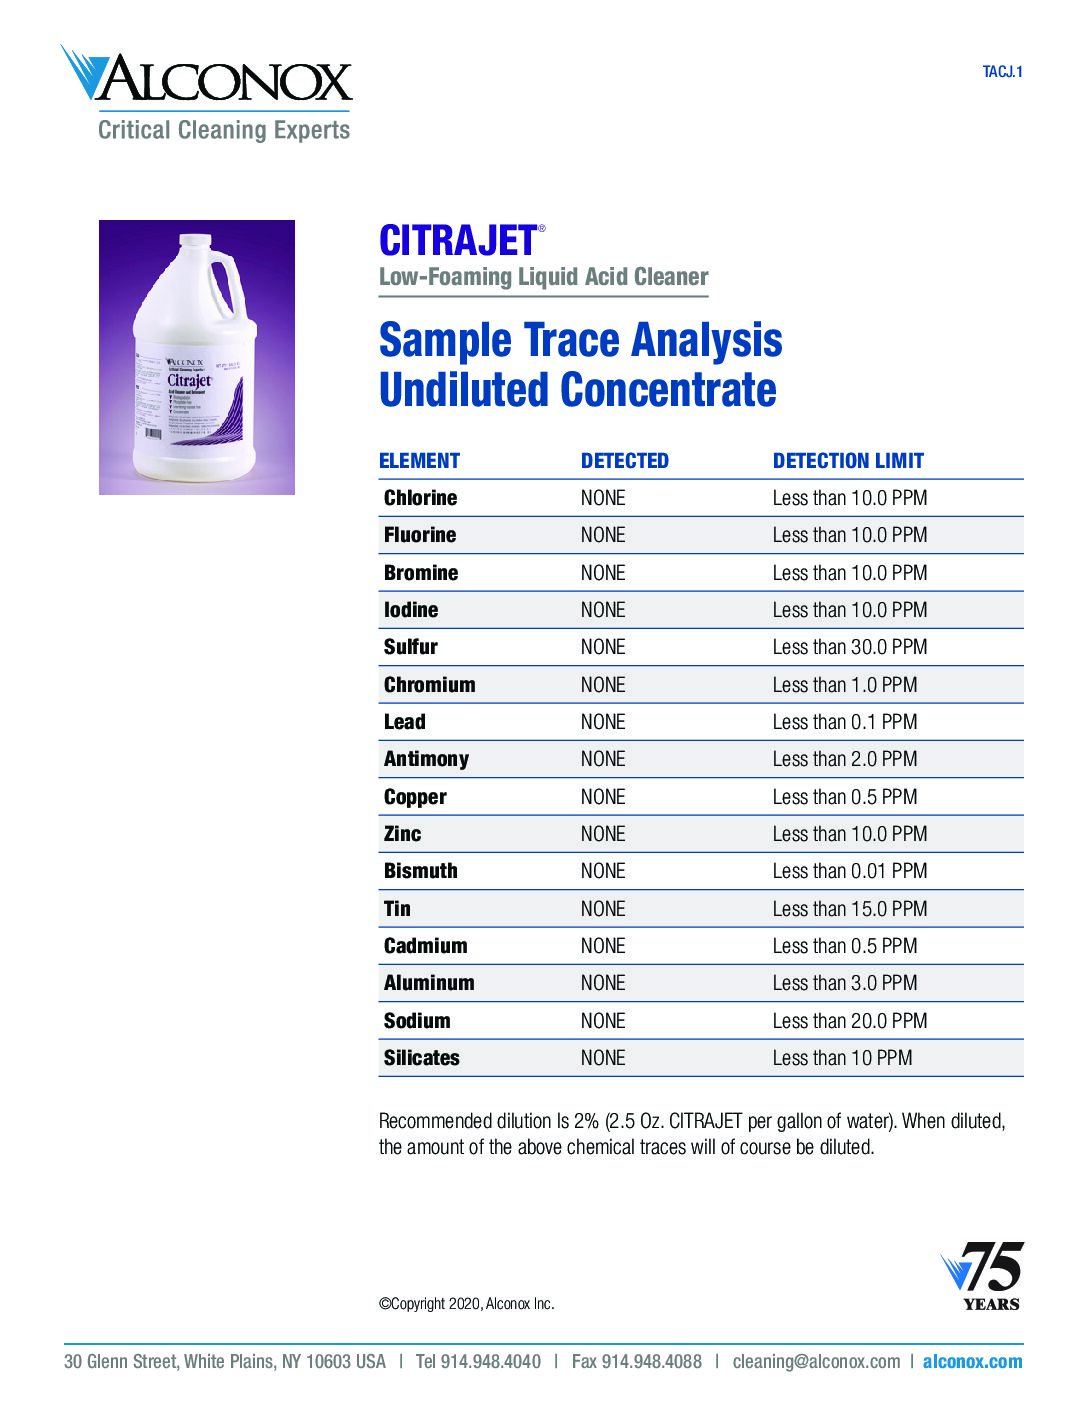 ALCONOX
Critical Cleaning Experts
TACJ.1
ALCONOX
Citrajet
CITRAJET®
Low-Foaming Liquid Acid Cleaner
Sample Trace Analysis
Undiluted Concentrate
ELEMENT DETECTED DETECTION LIMIT
Chlorine NONE Less than 10.0 PPM
Fluorine NONE Less than 10.0 PPM
Bromine NONE Less than 10.0 PPM
Iodine NONE Less than 10.0 PPM
Sulfur NONE Less than 30.0 PPM
Chromium NONE Less than 1.0 PPM
Lead NONE Less than 0.1 PPM
Antimony NONE Less than 2.0 PPM
Copper NONE Less than 0.5 PPM
Zinc NONE Less than 10.0 PPM
Bismuth NONE Less than 0.01 PPM
Tin NONE Less than 15.0 PPM
Cadmium NONE Less than 0.5 PPM
Aluminum NONE Less than 3.0 PPM
Sodium NONE Less than 20.0 PPM
Silicates NONE Less than 10 PPM
Recommended dilution Is 2% (2.5 Oz. CITRAJET per gallon of water). When diluted,
the amount of the above chemical traces will of course be diluted.
75
YEARS
©Copyright 2020, Alconox Inc.
30 Glenn Street, White Plains, NY 10603 USA | Tel 914.948.4040 | Fax 914.948.4088 | cleaning@alconox.com | alconox.com